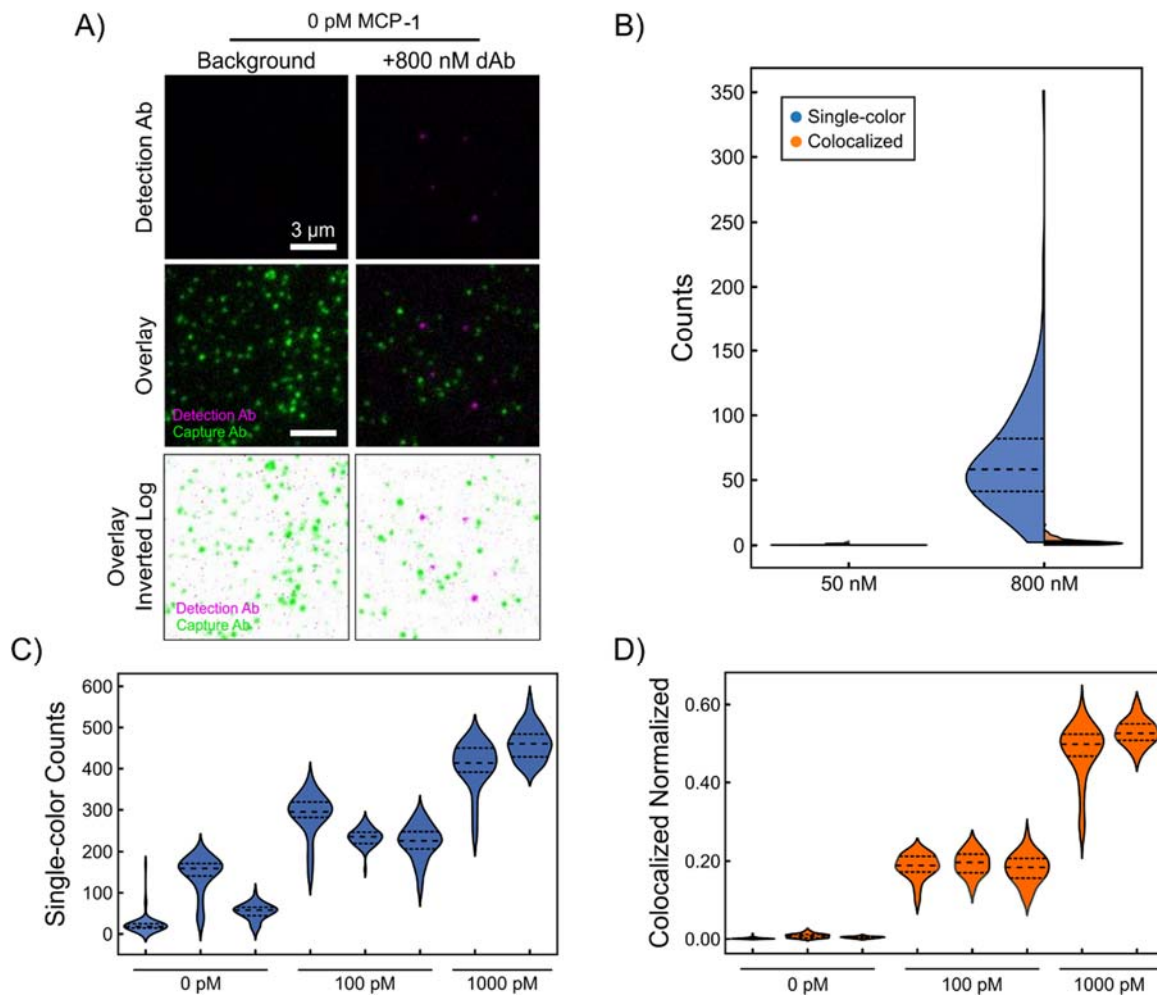 A)
0 pM MCP-1
Background
+800 nM dAb
Detection Ab
3 µm
Overlay
Detection Ab
Capture Ab
Overlay
Inverted Log
Detection Ab
Capture Ab
B)
Counts
350
300
250
200
150
100
50
0
Single-color
Colocalized
50 nM
800 nM
C)
Single-color Counts
600
500
400
300
200
100
0
0 pM
100 pM
1000 pM
D)
Colocalized Normalized
0.60
0.40
0.20
0.00
0 pM
100 pM
1000 pM